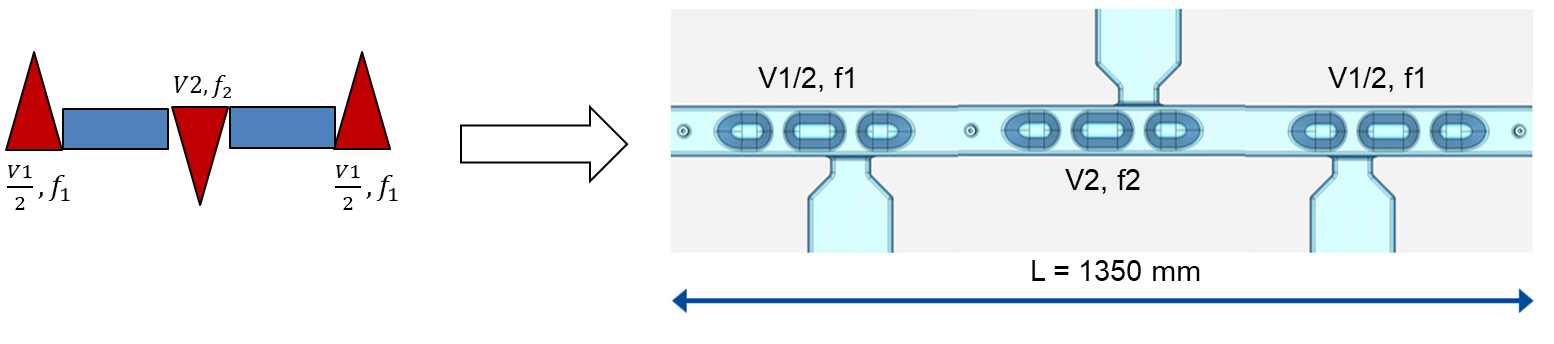 V2, f₂
V1/2, f₁
V1/2, f₁
V1/2, f1
V1/2, f1
V2, f2
L = 1350 mm